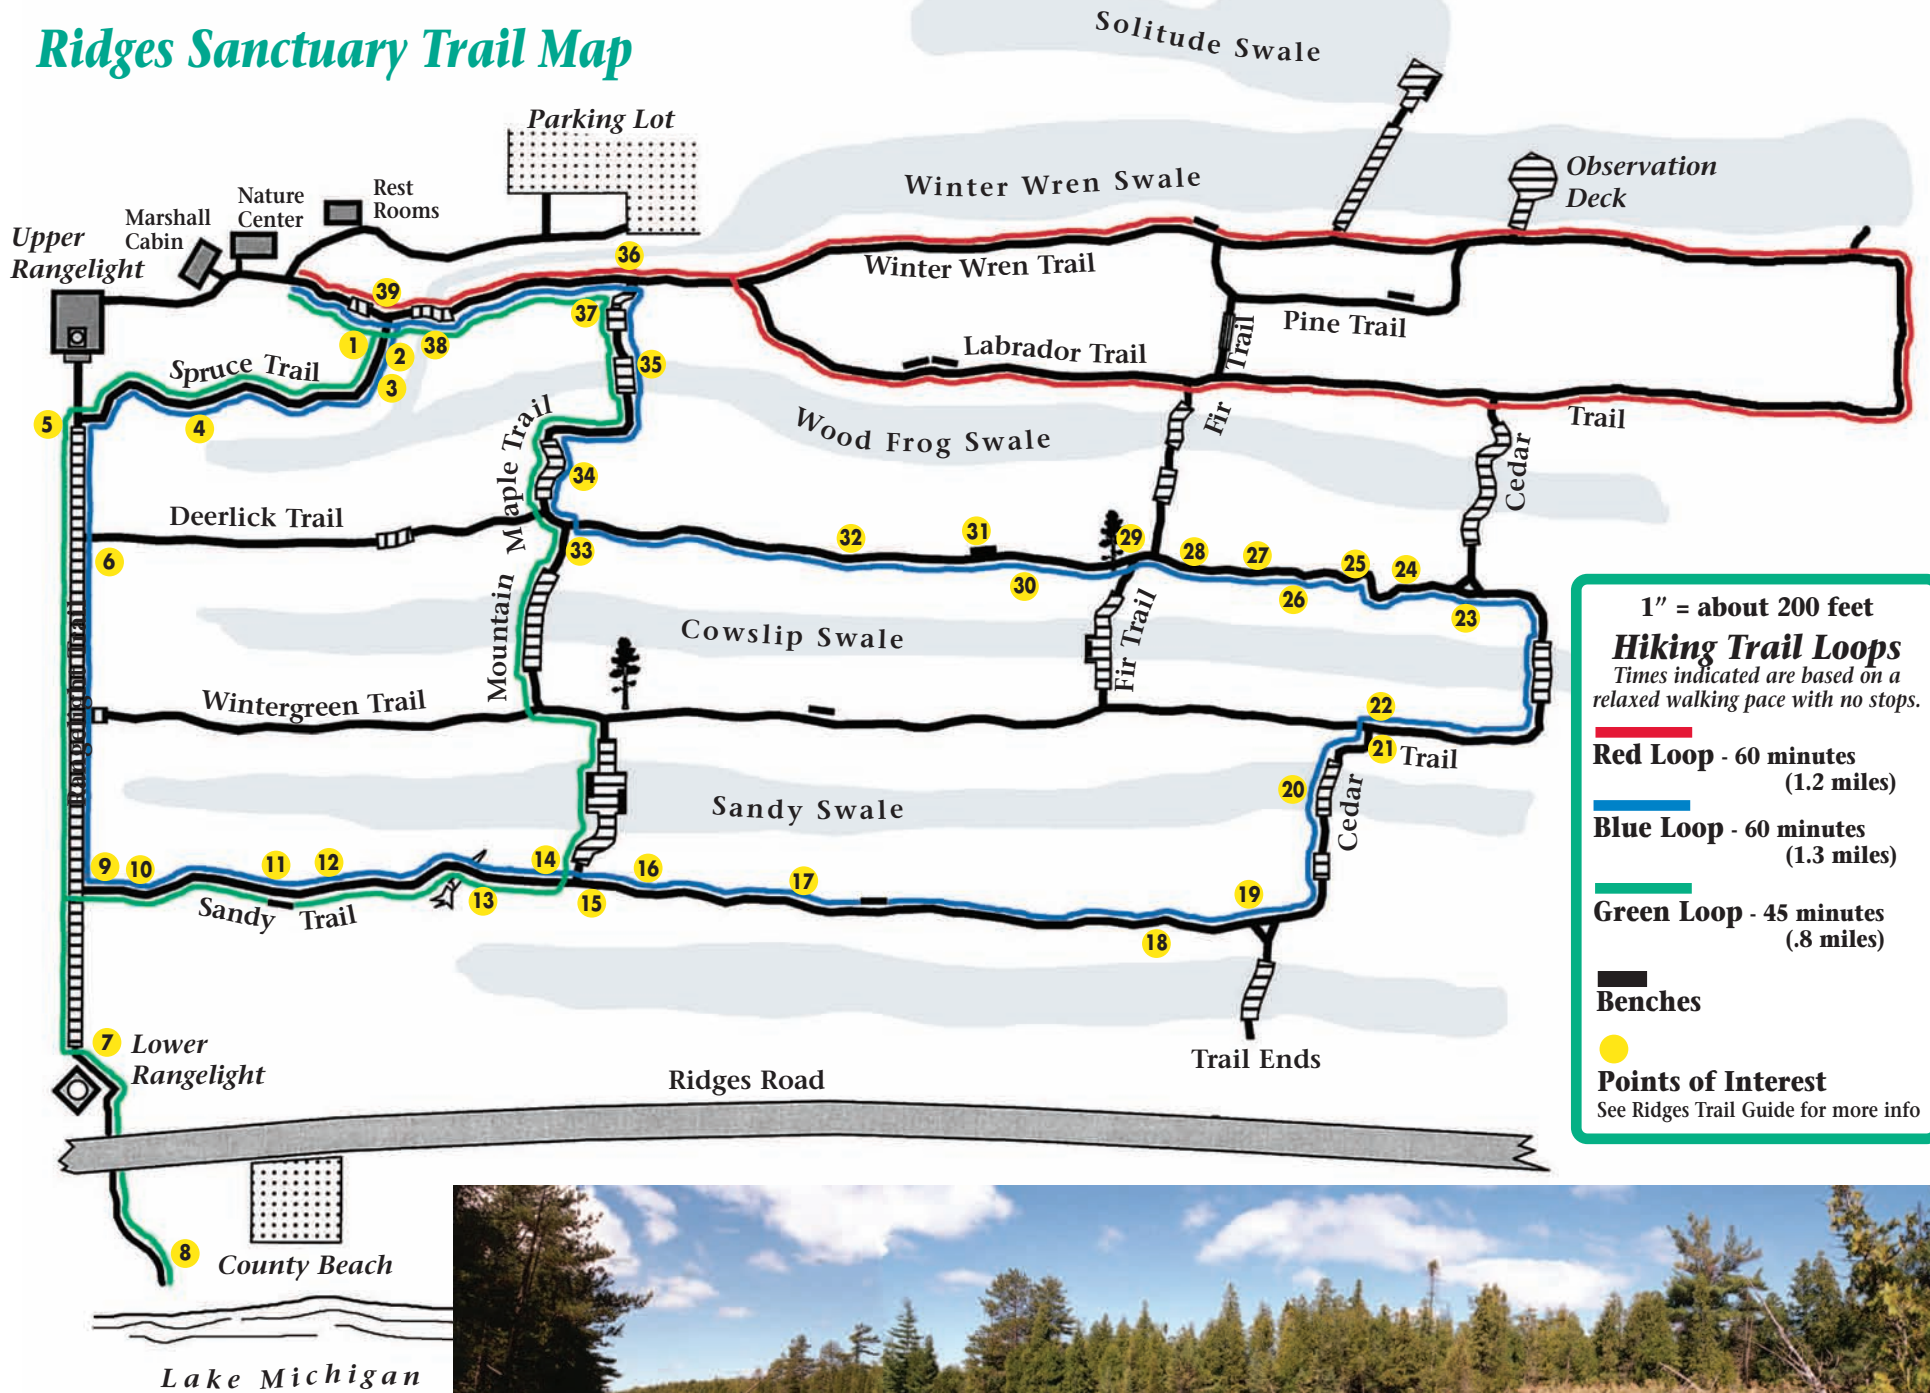 Ridges Sanctuary Trail Map
Solitude Swale
Parking Lot
Winter Wren Swale
Observation
Deck
Rest
Rooms
Nature
Center
Marshall
Cabin
Upper
Rangelight
36
Winter Wren Trail
39
37
Pine Trail
1
2
38
Labrador Trail
Fir Trail
35
Spruce Trail
3
5
4
Mountain Maple Trail
Wood Frog Swale
Trail
Cedar
34
Deerlick Trail
6
33
32
31
30
29
28
27
26
25
24
23
Cowslip Swale
Fir Trail
Rangelight Trail
Wintergreen Trail
22
21
Trail
20
Cedar
Sandy Swale
9
10
11
12
13
14
15
16
17
18
19
Sandy Trail
7
Lower
Rangelight
Trail Ends
Ridges Road
8
County Beach
Lake Michigan
1″ = about 200 feet
Hiking Trail Loops
Times indicated are based on a
relaxed walking pace with no stops.
Red Loop - 60 minutes
(1.2 miles)
Blue Loop - 60 minutes
(1.3 miles)
Green Loop - 45 minutes
(.8 miles)
Benches
Points of Interest
See Ridges Trail Guide for more info